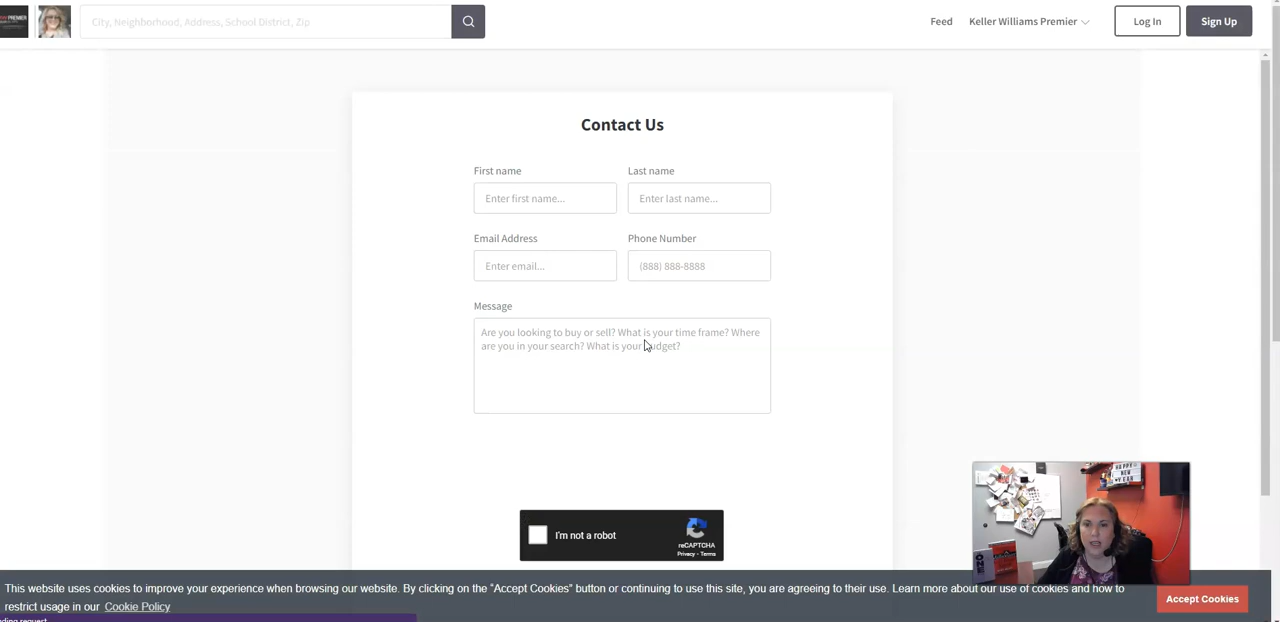 PREMIER
City, Neighborhood, Address, School District, Zip
Feed
Keller Williams Premier
Log In
Sign Up
Contact Us
First name
Last name
Enter first name...
Enter last name...
Email Address
Phone Number
Enter email...
(888) 888-8888
Message
Are you looking to buy or sell? What is your time frame? Where
are you in your search? What is your budget?
I'm not a robot
reCAPTCHA
Privacy - Terms
HAPPY
NEW
YEAR
This website uses cookies to improve your experience when browsing our website. By clicking on the "Accept Cookies" button or continuing to use this site, you are agreeing to their use. Learn more about our use of cookies and how to
restrict usage in our Cookie Policy
Accept Cookies